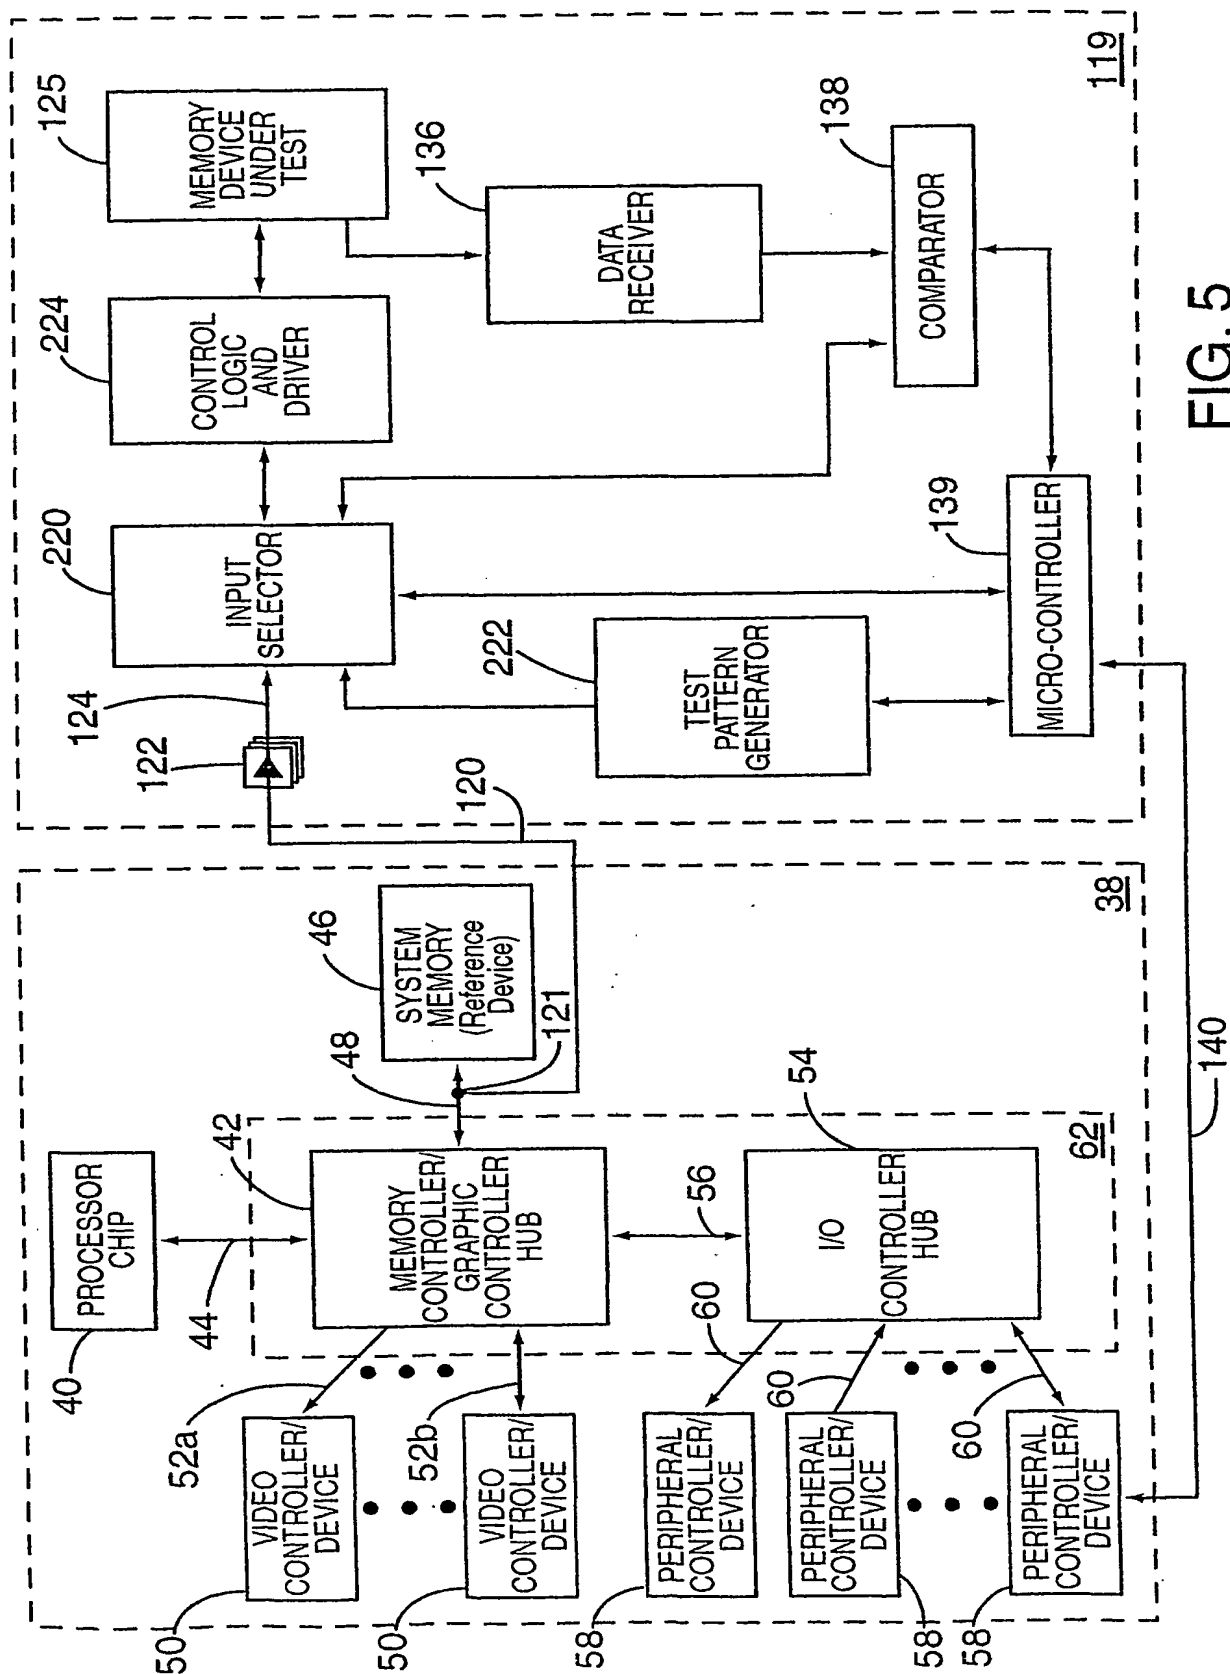 40
PROCESSOR
CHIP
44
42
MEMORY
CONTROLLER/
GRAPHIC
CONTROLLER
HUB
48
46
SYSTEM
MEMORY
(Reference
Device)
121
120
50
VIDEO
CONTROLLER/
DEVICE
52a
50
VIDEO
CONTROLLER/
DEVICE
52b
56
54
I/O
CONTROLLER
HUB
62
58
PERIPHERAL
CONTROLLER/
DEVICE
60
58
PERIPHERAL
CONTROLLER/
DEVICE
60
58
PERIPHERAL
CONTROLLER/
DEVICE
60
38
140
122
124
220
INPUT
SELECTOR
224
CONTROL
LOGIC
AND
DRIVER
125
MEMORY
DEVICE
UNDER
TEST
136
DATA
RECEIVER
222
TEST
PATTERN
GENERATOR
138
COMPARATOR
139
MICRO-CONTROLLER
119
FIG. 5